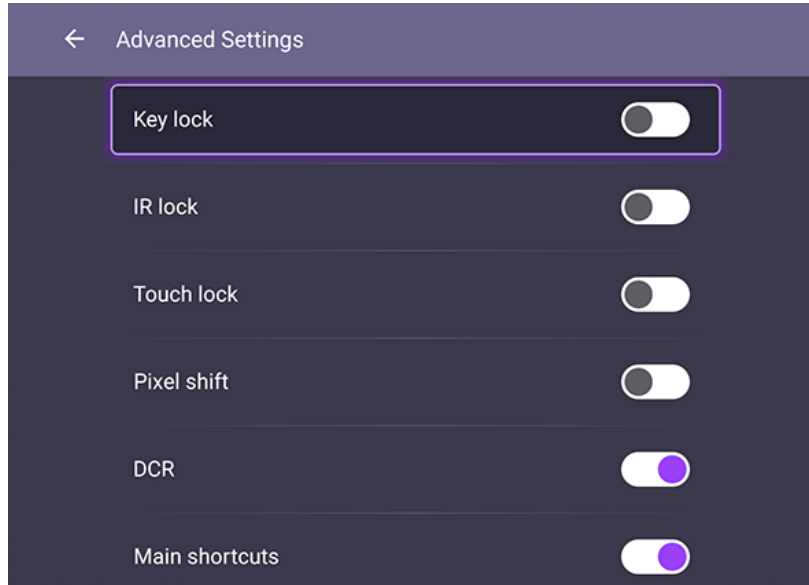 Advanced Settings
Key lock
IR lock
Touch lock
Pixel shift
DCR
Main shortcuts